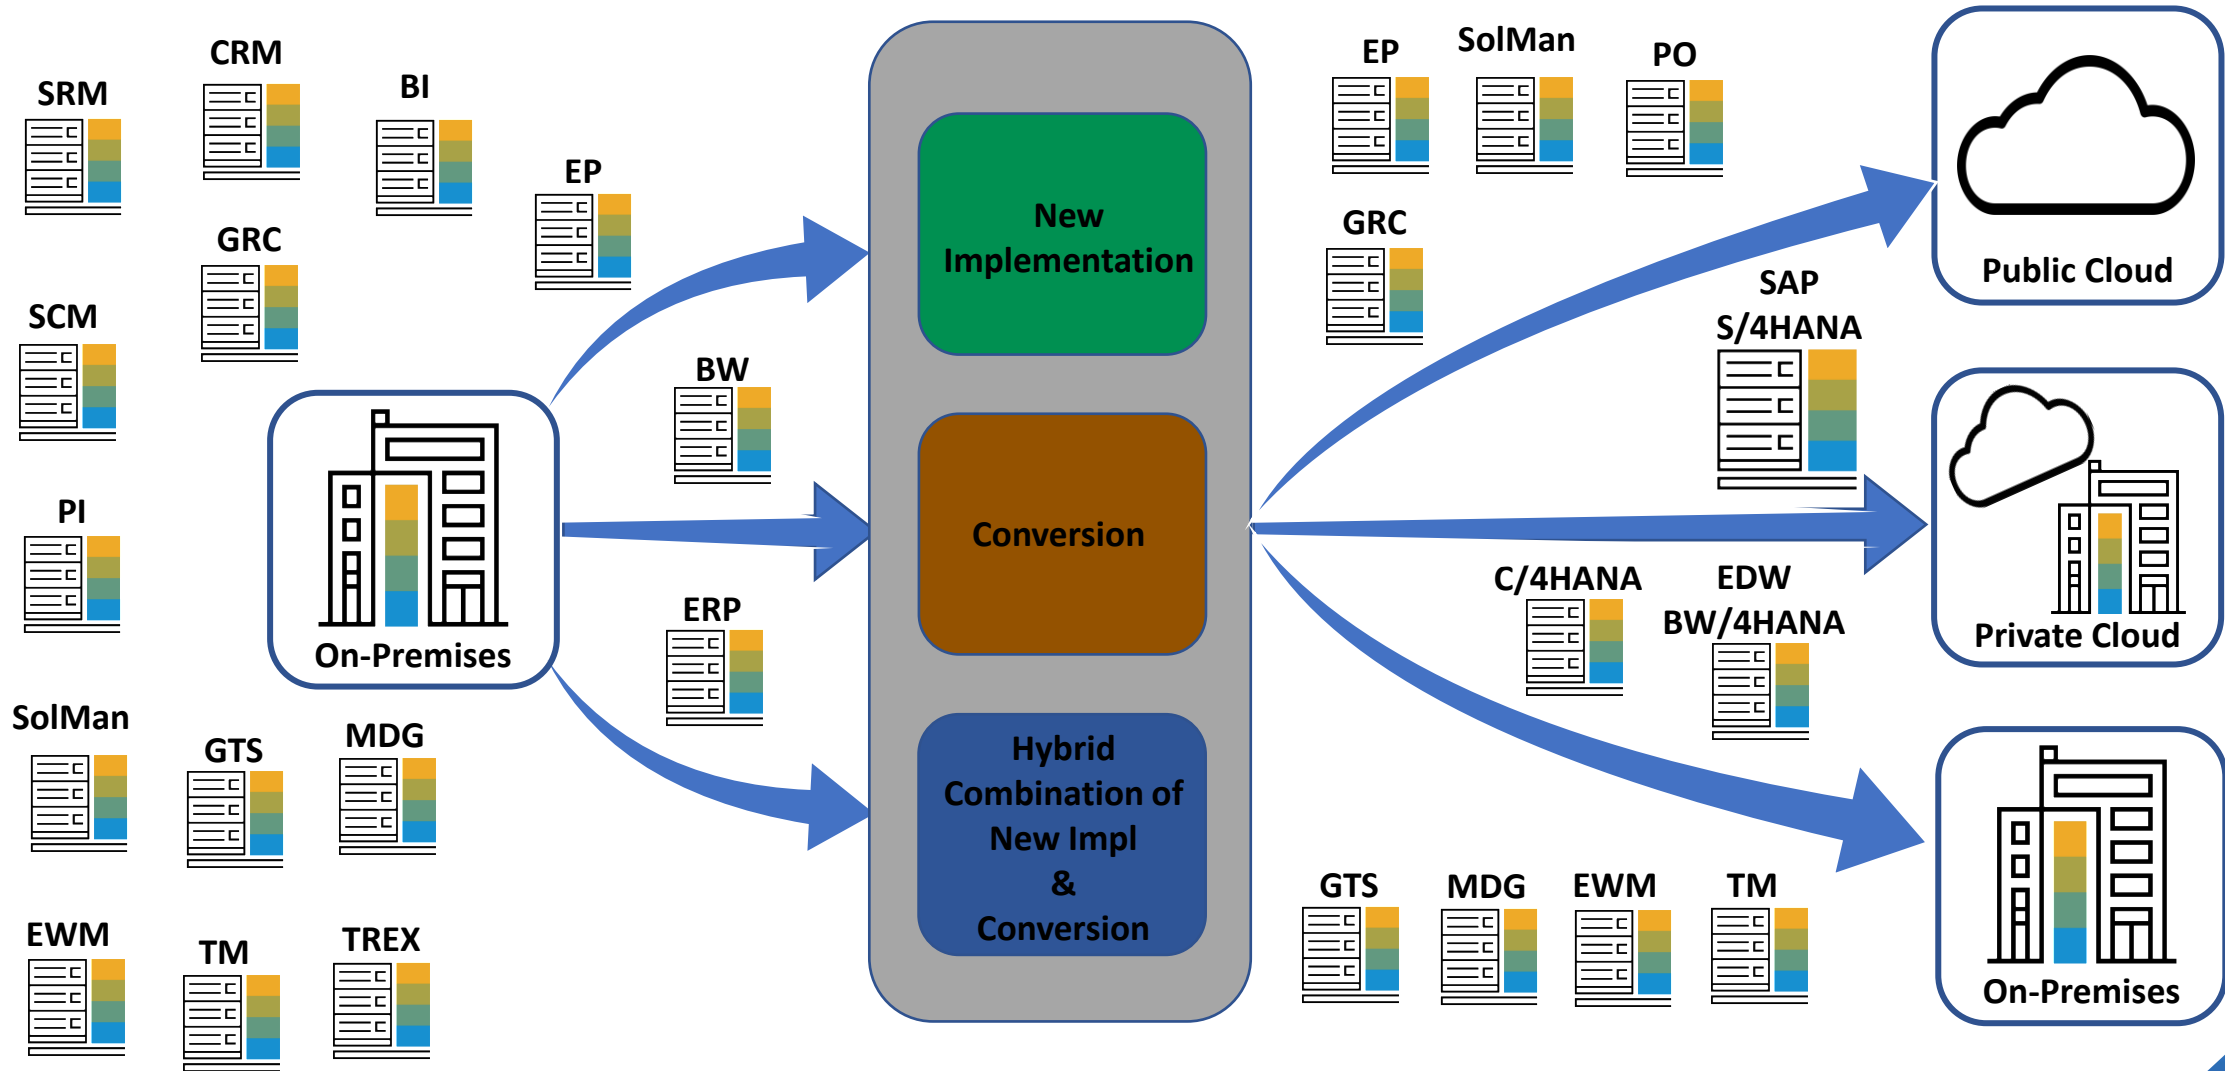 SRM
CRM
BI
EP
GRC
SCM
BW
PI
On-Premises
ERP
SolMan
GTS
MDG
EWM
TM
TREX
New
Implementation
Conversion
Hybrid
Combination of
New Impl
&
Conversion
EP
SolMan
PO
GRC
SAP
S/4HANA
C/4HANA
EDW
BW/4HANA
GTS
MDG
EWM
TM
Public Cloud
Private Cloud
On-Premises